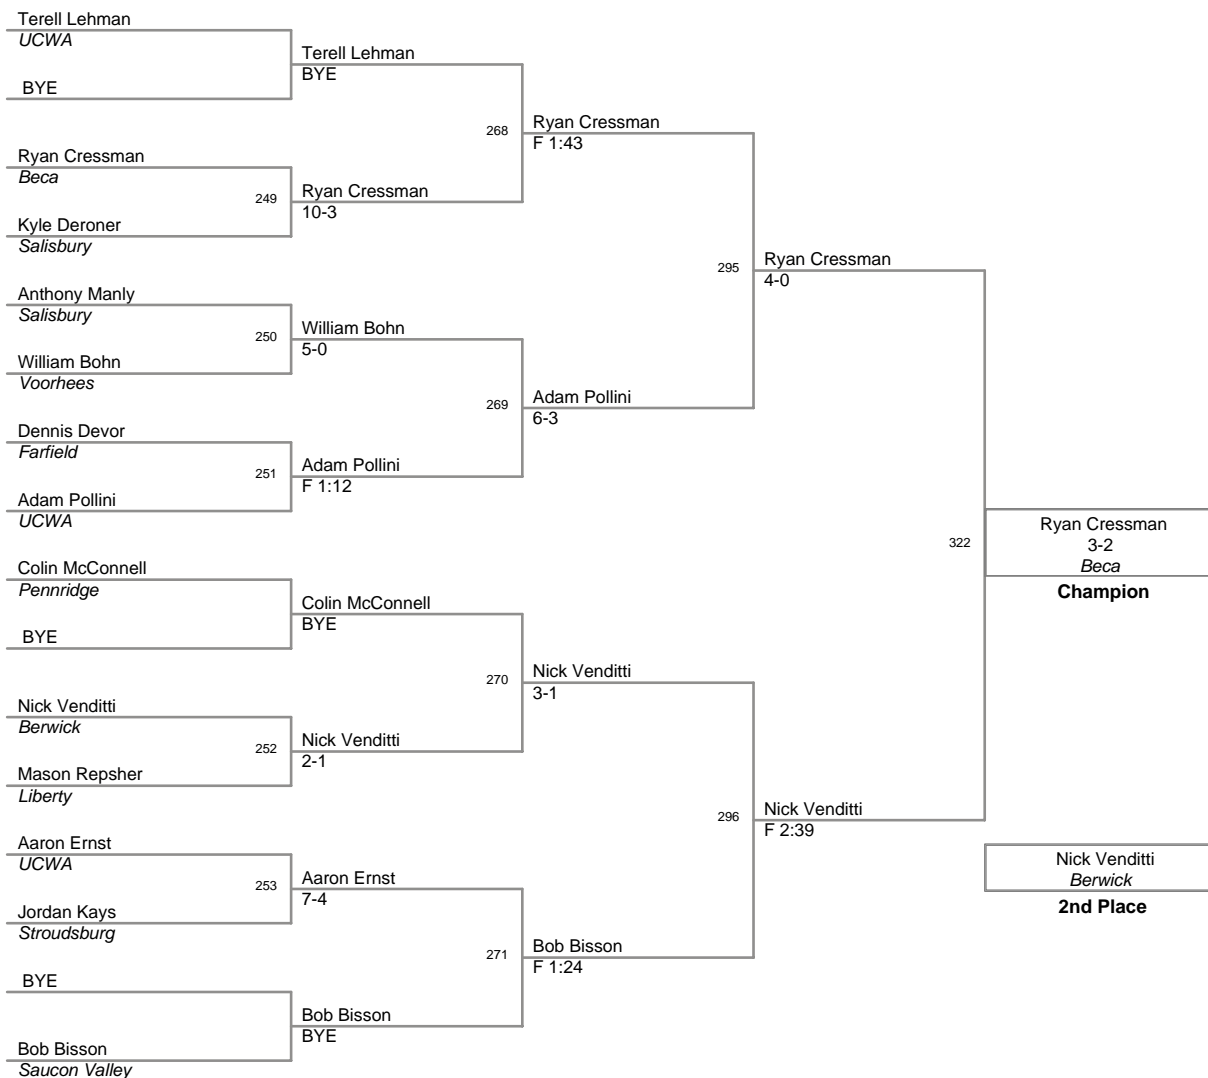 Terell Lehman
UCWA
BYE
Terell Lehman
BYE
268
Ryan Cressman
F 1:43
Ryan Cressman
Beca
249
Ryan Cressman
10-3
Kyle Deroner
Salisbury
295
Ryan Cressman
4-0
Anthony Manly
Salisbury
250
William Bohn
5-0
William Bohn
Voorhees
269
Adam Pollini
6-3
Dennis Devor
Farfield
251
Adam Pollini
F 1:12
Adam Pollini
UCWA
322
Ryan Cressman
3-2
Beca
Champion
Colin McConnell
Pennridge
BYE
Colin McConnell
BYE
270
Nick Venditti
3-1
Nick Venditti
Berwick
252
Nick Venditti
2-1
Mason Repsher
Liberty
296
Nick Venditti
F 2:39
Aaron Ernst
UCWA
253
Aaron Ernst
7-4
Jordan Kays
Stroudsburg
271
Bob Bisson
F 1:24
BYE
Bob Bisson
BYE
Bob Bisson
Saucon Valley
Nick Venditti
Berwick
2nd Place